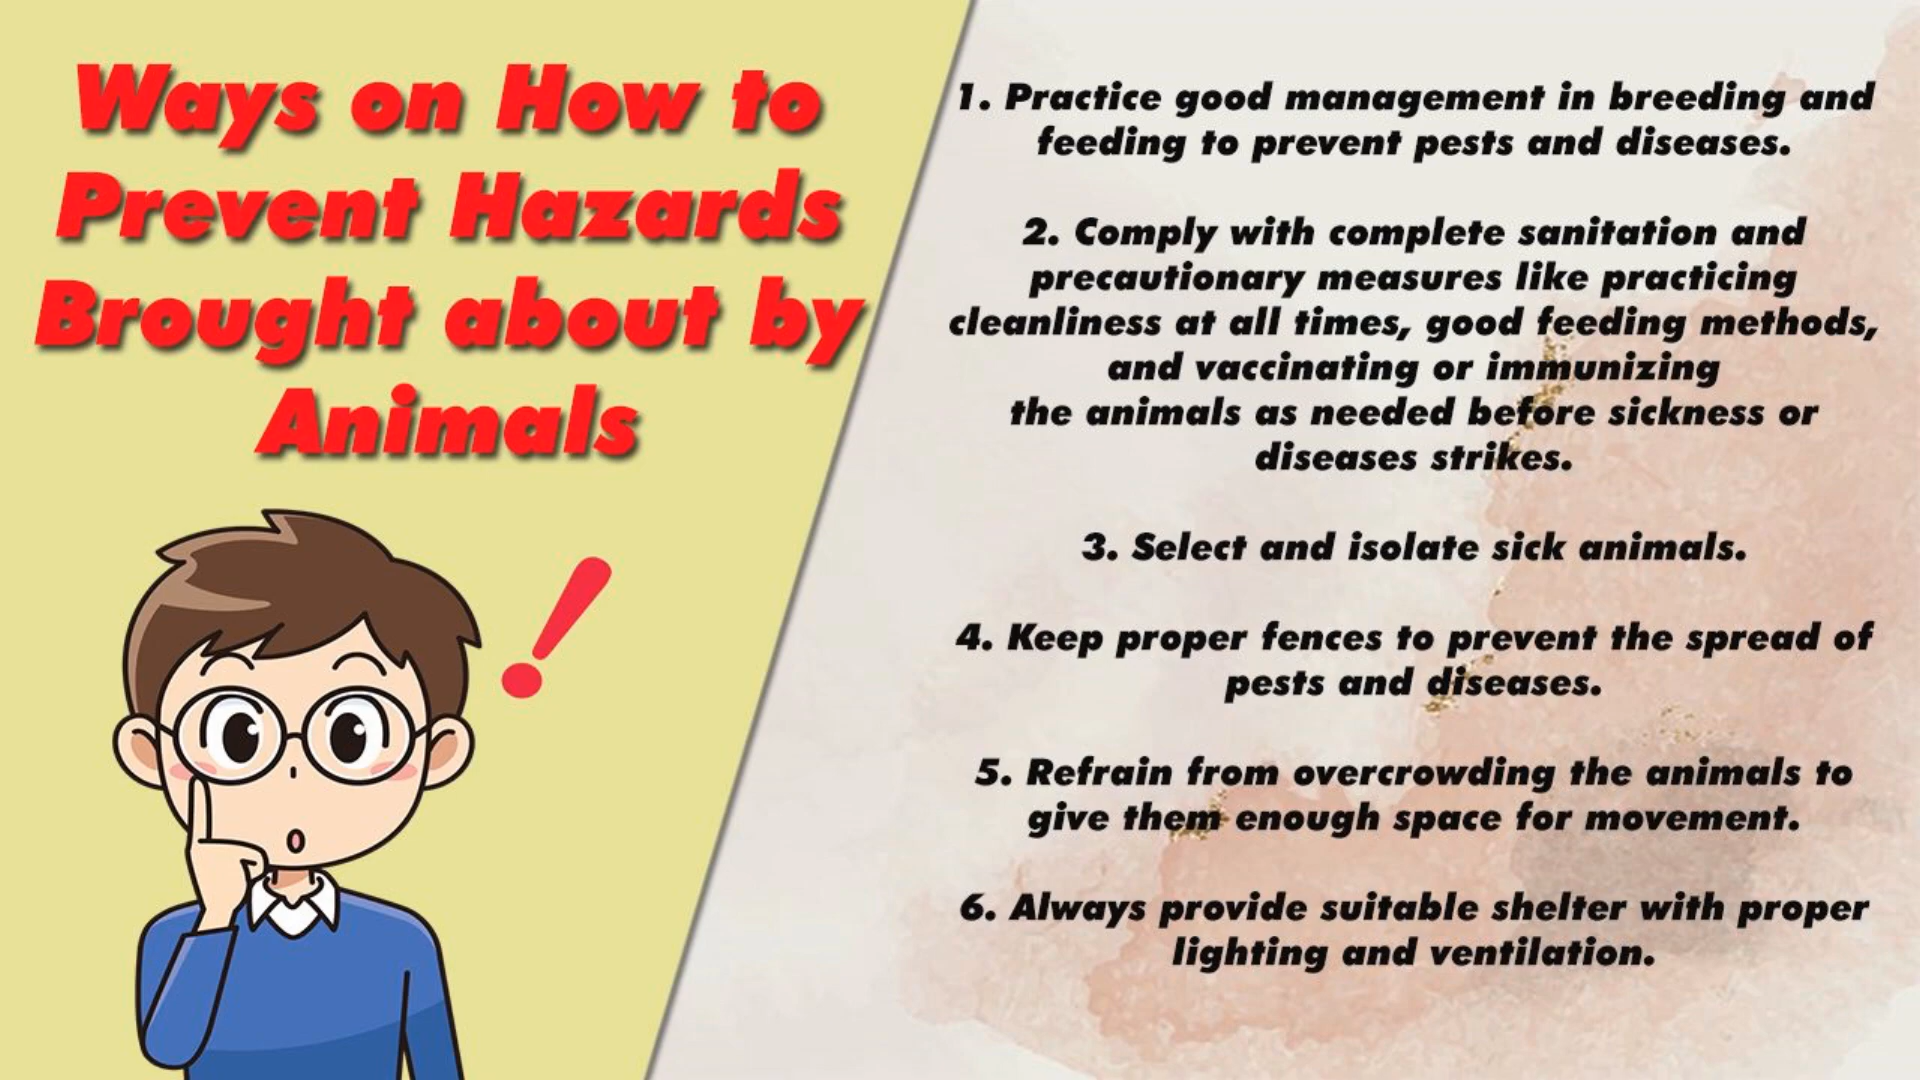 Ways on How to
Prevent Hazards
Brought about by
Animals
1. Practice good management in breeding and
feeding to prevent pests and diseases.
2. Comply with complete sanitation and
precautionary measures like practicing
cleanliness at all times, good feeding methods,
and vaccinating or immunizing
the animals as needed before sickness or
diseases strikes.
3. Select and isolate sick animals.
4. Keep proper fences to prevent the spread of
pests and diseases.
5. Refrain from overcrowding the animals to
give them enough space for movement.
6. Always provide suitable shelter with proper
lighting and ventilation.